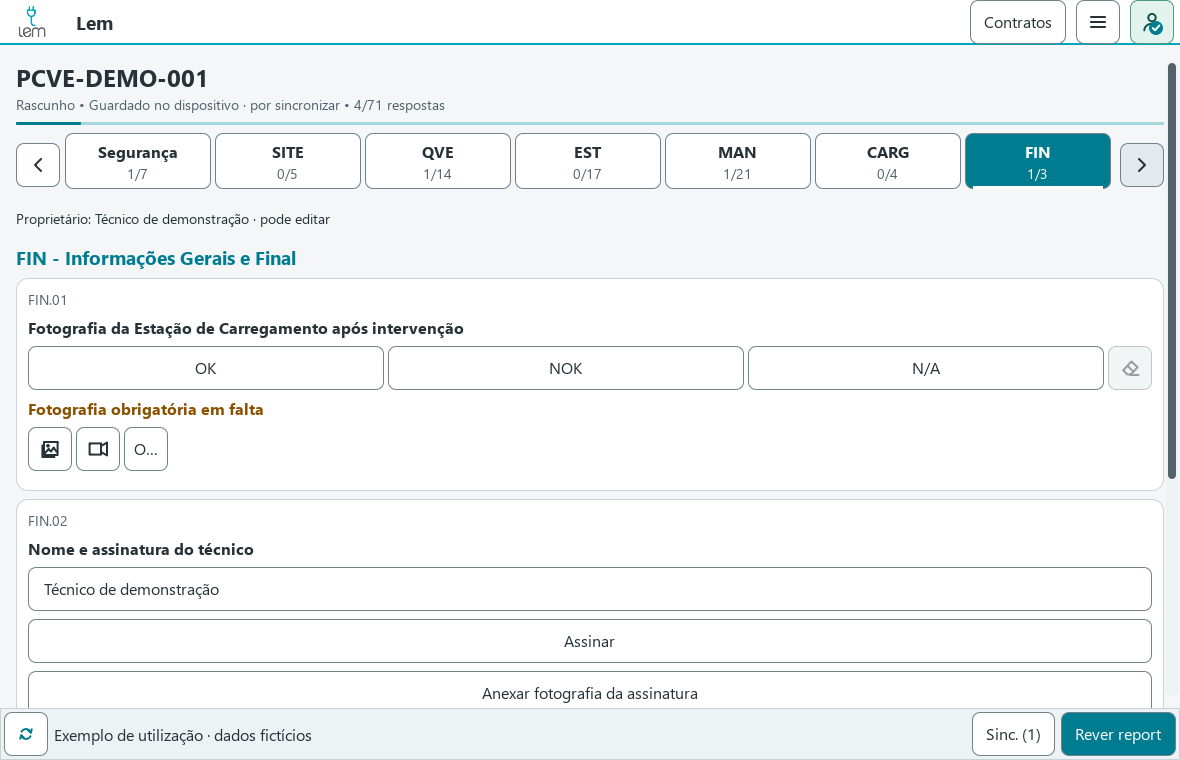 lem
Lem
Contratos
PCVE-DEMO-001
Rascunho • Guardado no dispositivo · por sincronizar • 4/71 respostas
Segurança
1/7
SITE
0/5
QVE
1/14
EST
0/17
MAN
1/21
CARG
0/4
FIN
1/3
Proprietário: Técnico de demonstração · pode editar
FIN - Informações Gerais e Final
FIN.01
Fotografia da Estação de Carregamento após intervenção
OK
NOK
N/A
Fotografia obrigatória em falta
O...
FIN.02
Nome e assinatura do técnico
Técnico de demonstração
Assinar
Anexar fotografia da assinatura
Exemplo de utilização · dados fictícios
Sinc. (1)
Rever report